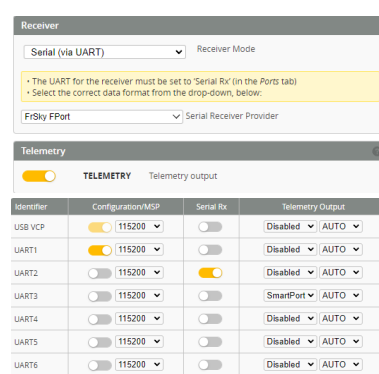 Receiver
Serial (via UART) Receiver Mode
• The UART for the receiver must be set to 'Serial Rx' (in the Ports tab)
• Select the correct data format from the drop-down, below:
FrSky FPort Serial Receiver Provider
Telemetry
TELEMETRY Telemetry output
Identifier Configuration/MSP Serial Rx Telemetry Output
USB VCP 115200 Disabled AUTO
UART1 115200 Disabled AUTO
UART2 115200 Disabled AUTO
UART3 115200 SmartPort AUTO
UART4 115200 Disabled AUTO
UART5 115200 Disabled AUTO
UART6 115200 Disabled AUTO